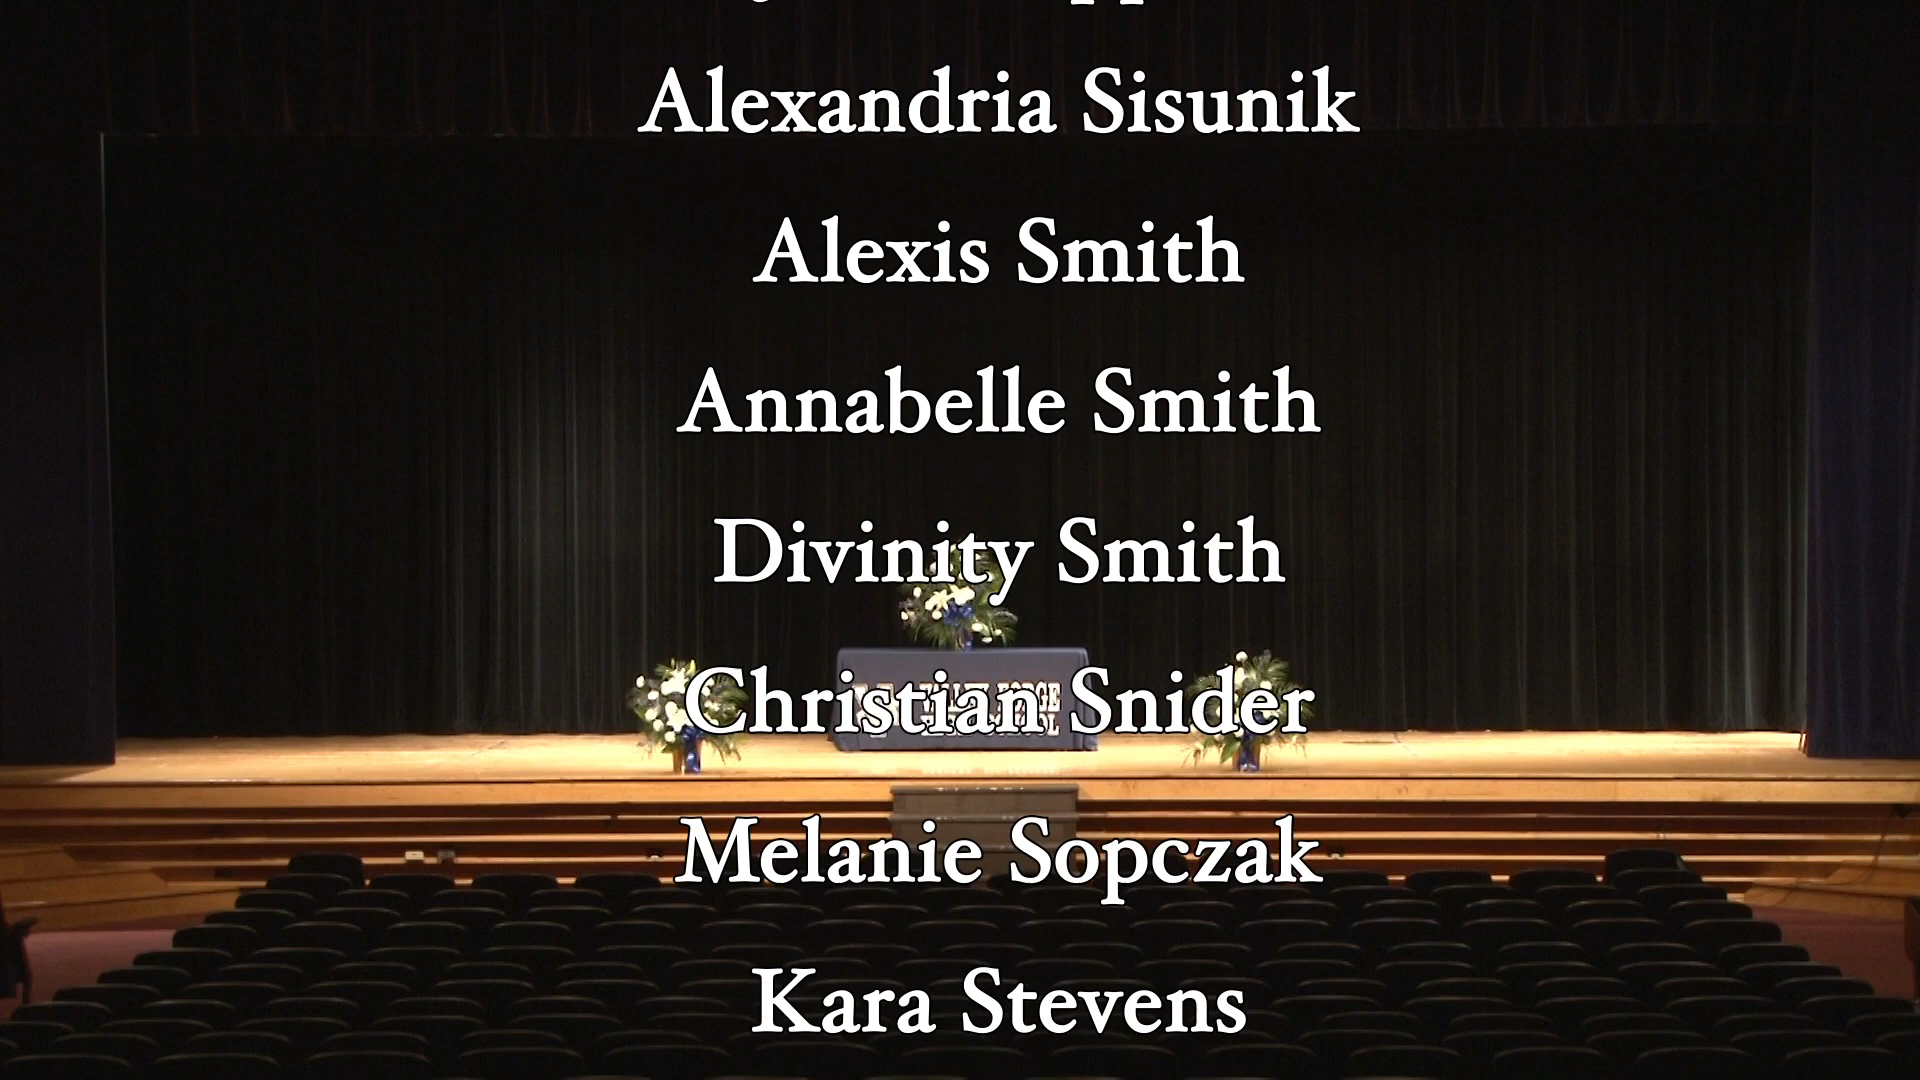 Alexandria Sisunik
Alexis Smith
Annabelle Smith
Divinity Smith
Christian Snider
Melanie Sopczak
Kara Stevens